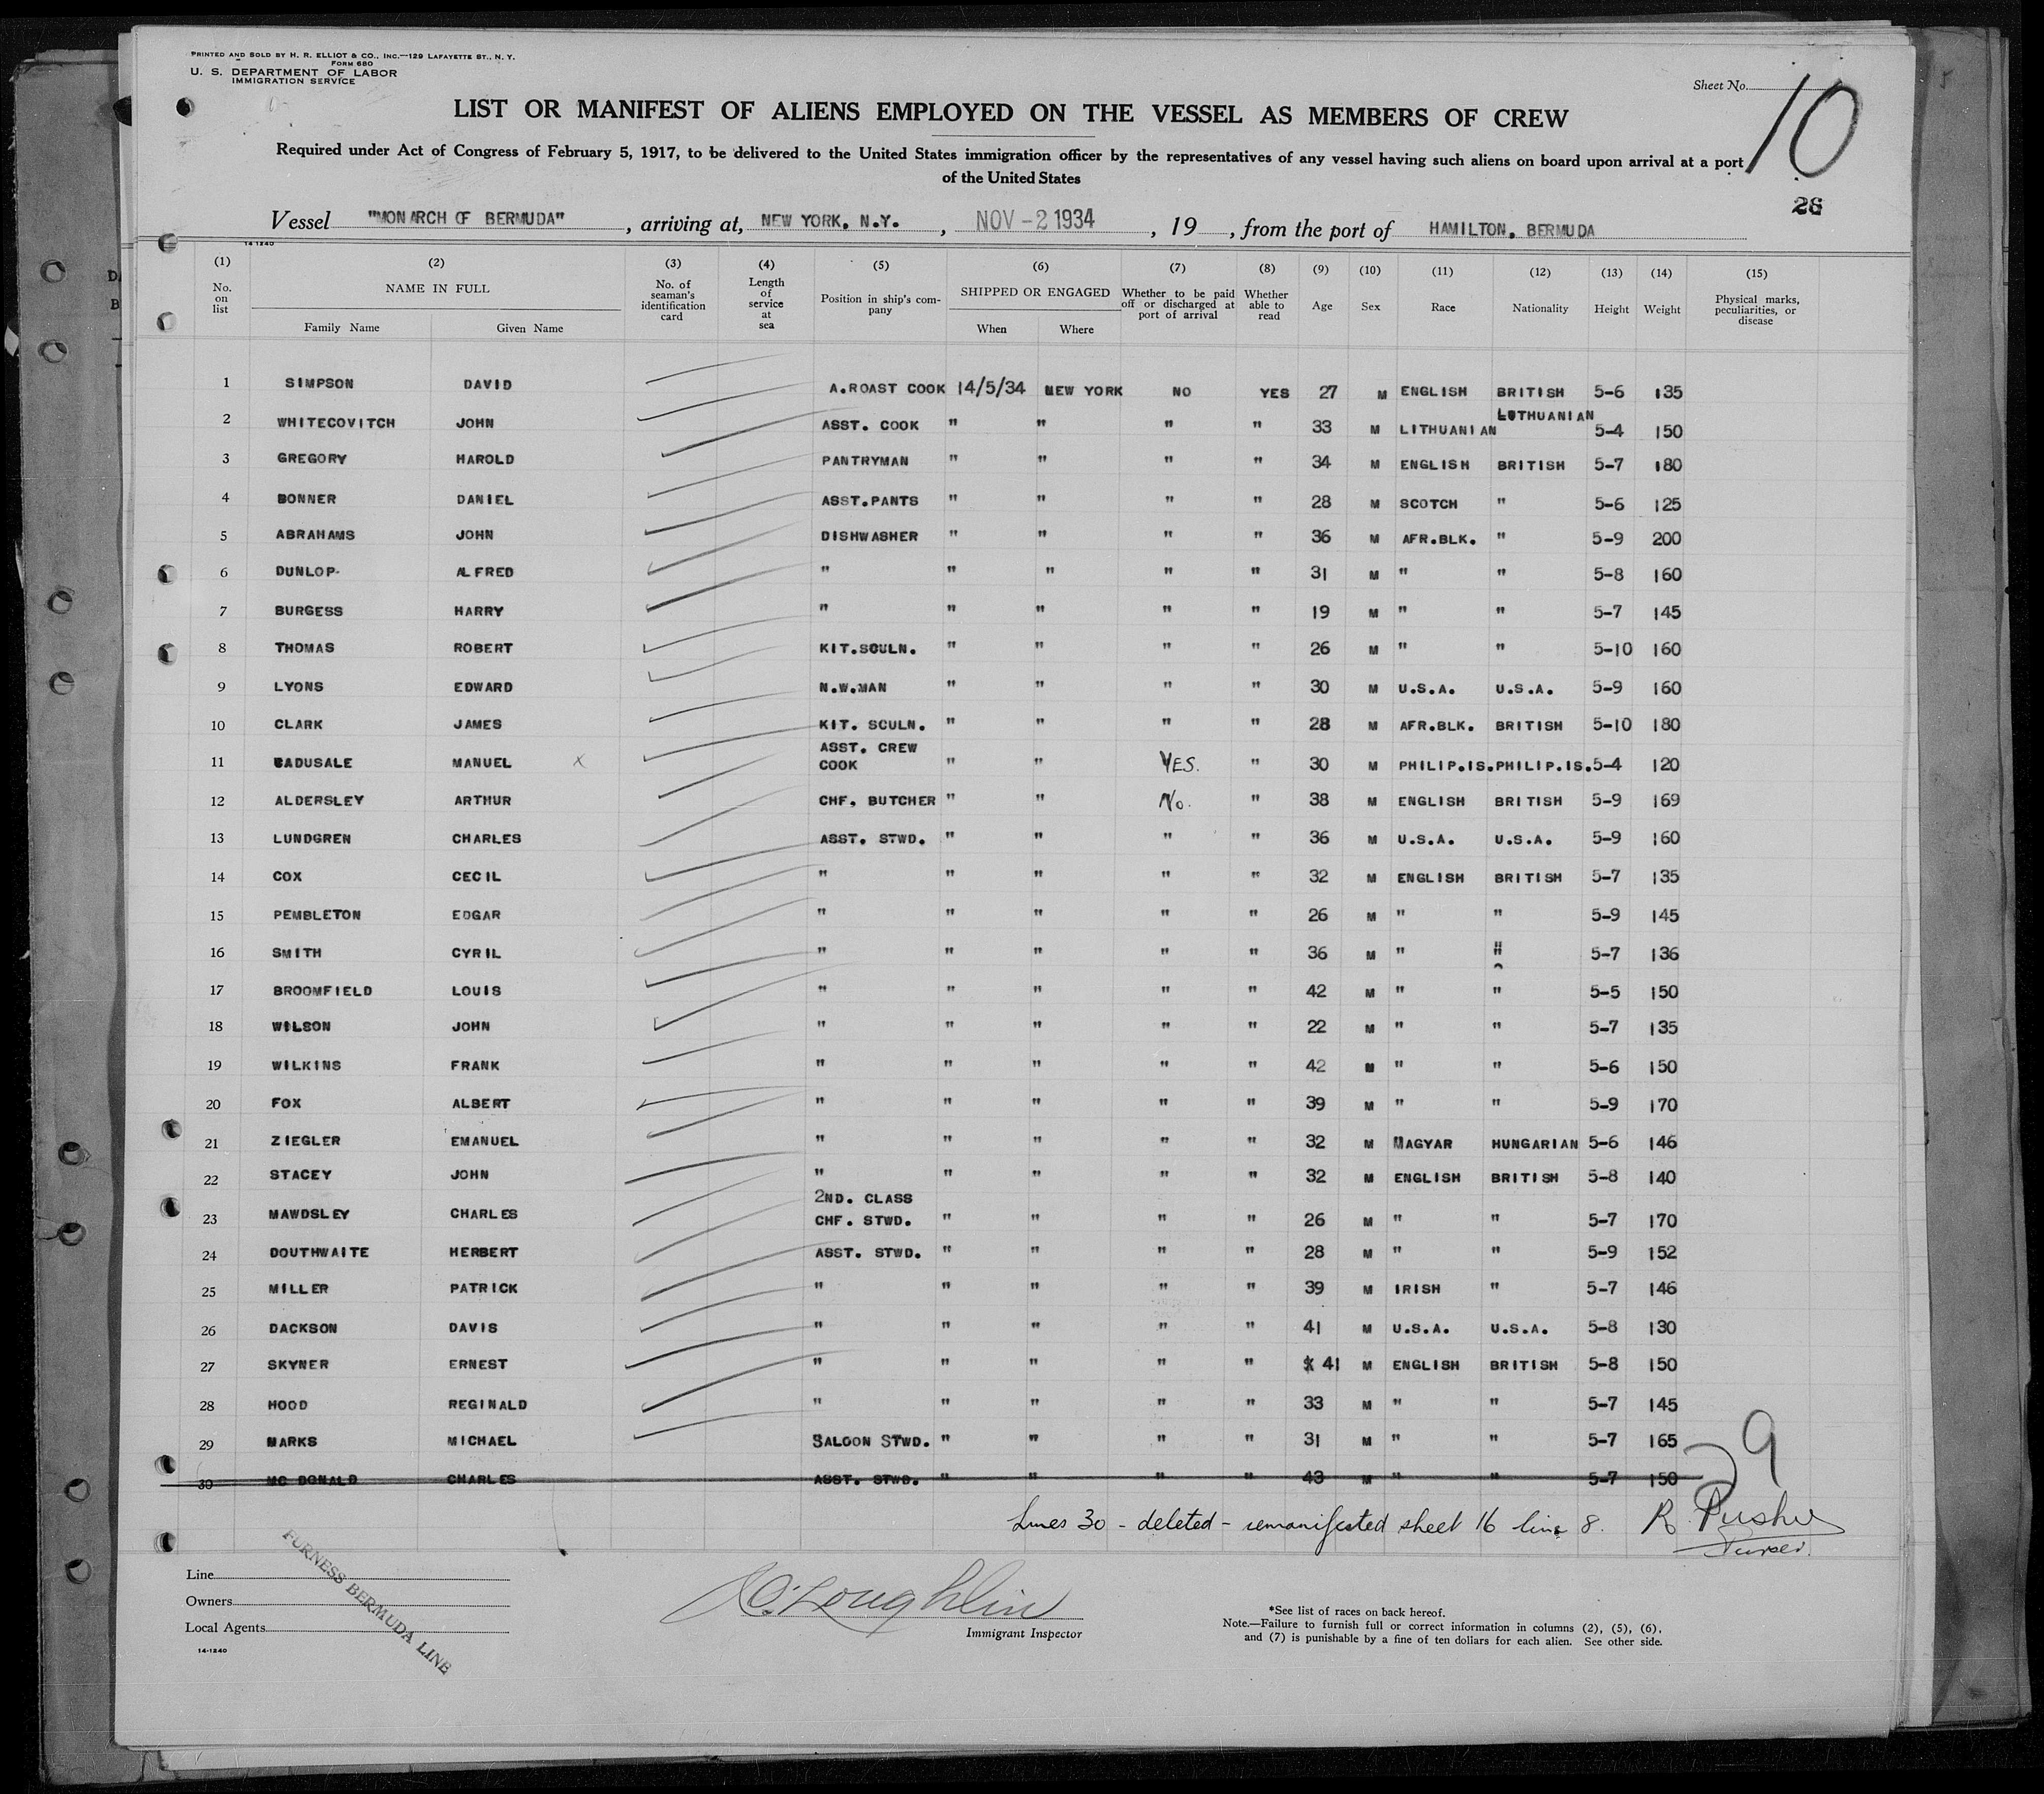 PRINTED AND SOLD BY H. R. ELLIOT & CO., INC.—129 LAFAYETTE ST., N. Y.
FORM 680
U. S. DEPARTMENT OF LABOR
IMMIGRATION SERVICE
Sheet No. 10
LIST OR MANIFEST OF ALIENS EMPLOYED ON THE VESSEL AS MEMBERS OF CREW
Required under Act of Congress of February 5, 1917, to be delivered to the United States immigration officer by the representatives of any vessel having such aliens on board upon arrival at a port
of the United States
26
Vessel "MONARCH OF BERMUDA", arriving at, NEW YORK, N.Y., NOV -2 1934, 19 , from the port of HAMILTON. BERMUDA
14 1240
(1) (2) (3) (4) (5) (6) (7) (8) (9) (10) (11) (12) (13) (14) (15)
No. on list NAME IN FULL Family Name Given Name No. of seaman's identification card Length of service at sea Position in ship's company SHIPPED OR ENGAGED When Where Whether to be paid off or discharged at port of arrival Whether able to read Age Sex Race Nationality Height Weight Physical marks, peculiarities, or disease
1 SIMPSON DAVID A.ROAST COOK 14/5/34 NEW YORK NO YES 27 M ENGLISH BRITISH 5-6 135
2 WHITECOVITCH JOHN ASST. COOK " " " " 33 M LITHUANIAN LOTHUANIAN 5-4 150
3 GREGORY HAROLD PANTRYMAN " " " " 34 M ENGLISH BRITISH 5-7 180
4 BONNER DANIEL ASST.PANTS " " " " 28 M SCOTCH " 5-6 125
5 ABRAHAMS JOHN DISHWASHER " " " " 36 M AFR.BLK. " 5-9 200
6 DUNLOP- ALFRED " " " " " 31 M " " 5-8 160
7 BURGESS HARRY " " " " " 19 M " " 5-7 145
8 THOMAS ROBERT KIT.SCULN. " " " " 26 M " " 5-10 160
9 LYONS EDWARD N.W.MAN " " " " 30 M U.S.A. U.S.A. 5-9 160
10 CLARK JAMES KIT. SCULN. " " " " 28 M AFR.BLK. BRITISH 5-10 180
11 BADUSALE MANUEL X ASST. CREW COOK " " YES. " 30 M PHILIP.IS. PHILIP.IS. 5-4 120
12 ALDERSLEY ARTHUR CHF. BUTCHER " " No. " 38 M ENGLISH BRITISH 5-9 169
13 LUNDGREN CHARLES ASST. STWD. " " " " 36 M U.S.A. U.S.A. 5-9 160
14 COX CECIL " " " " " 32 M ENGLISH BRITISH 5-7 135
15 PEMBLETON EDGAR " " " " " 26 M " " 5-9 145
16 SMITH CYRIL " " " " " 36 M " " 5-7 136
17 BROOMFIELD LOUIS " " " " " 42 M " " 5-5 150
18 WILSON JOHN " " " " " 22 M " " 5-7 135
19 WILKINS FRANK " " " " " 42 M " " 5-6 150
20 FOX ALBERT " " " " " 39 M " " 5-9 170
21 ZIEGLER EMANUEL " " " " " 32 M MAGYAR HUNGARIAN 5-6 146
22 STACEY JOHN " " " " " 32 M ENGLISH BRITISH 5-8 140
23 MAWDSLEY CHARLES 2ND. CLASS CHF. STWD. " " " " 26 M " " 5-7 170
24 DOUTHWAITE HERBERT ASST. STWD. " " " " 28 M " " 5-9 152
25 MILLER PATRICK " " " " " 39 M IRISH " 5-7 146
26 DACKSON DAVIS " " " " " 41 M U.S.A. U.S.A. 5-8 130
27 SKYNER ERNEST " " " " " 41 M ENGLISH BRITISH 5-8 150
28 HOOD REGINALD " " " " " 33 M " " 5-7 145
29 MARKS MICHAEL SALOON STWD. " " " " 31 M " " 5-7 165
30 MC DONALD CHARLES ASST. STWD. " " " " 43 M " " 5-7 150
9
Lines 30 - deleted - remanifested sheet 16 line 8. R.
Purser.
Line
Owners
Local Agents
FURNESS BERMUDA LINE
14-1240
McLoughlin
Immigrant Inspector
*See list of races on back hereof.
Note.—Failure to furnish full or correct information in columns (2), (5), (6),
and (7) is punishable by a fine of ten dollars for each alien. See other side.